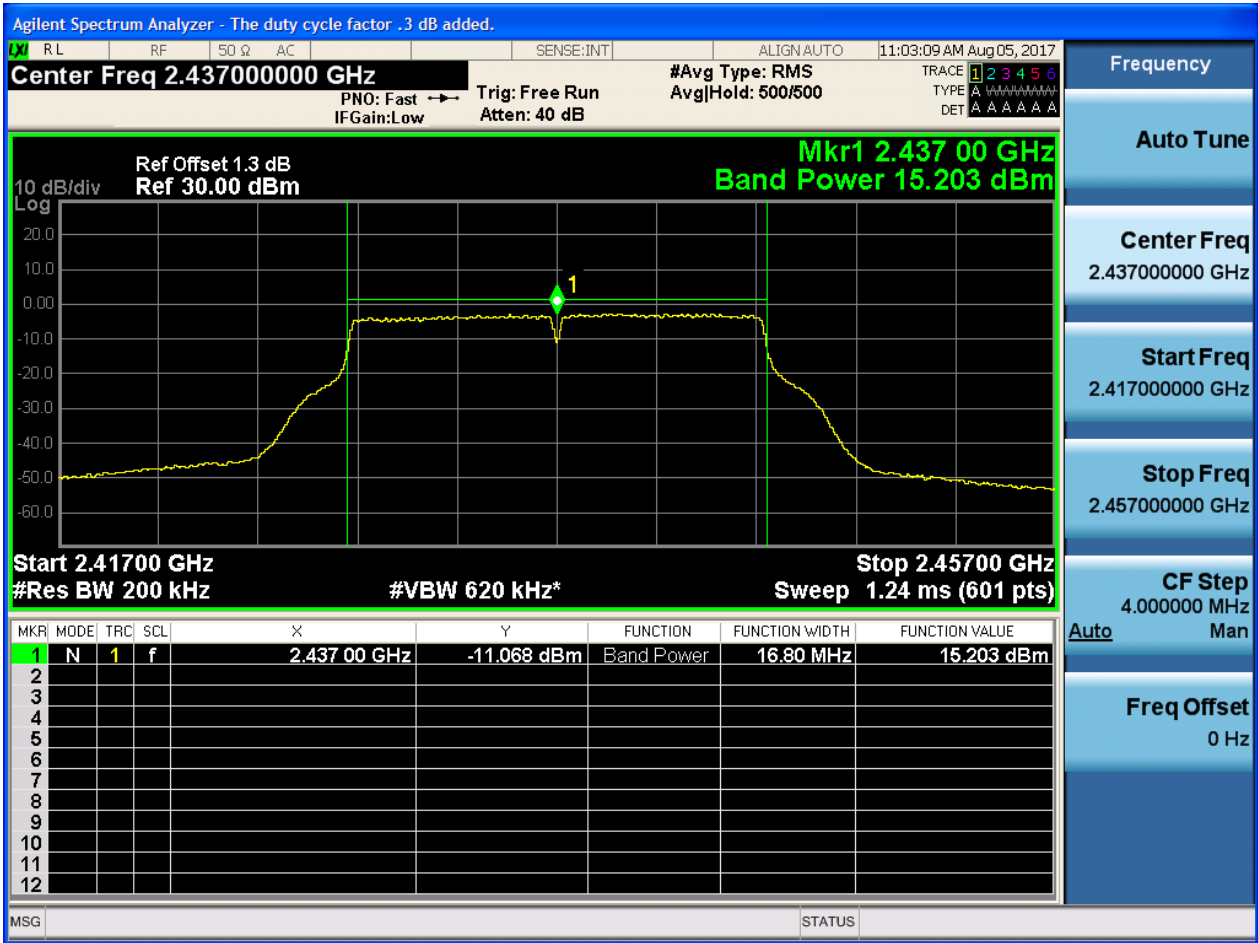 Agilent Spectrum Analyzer - The duty cycle factor .3 dB added.
LXI RL RF 50 Ω AC SENSE:INT ALIGN AUTO 11:03:09 AM Aug 05, 2017
Center Freq 2.437000000 GHz
PNO: Fast
IFGain:Low
Trig: Free Run
Atten: 40 dB
#Avg Type: RMS
Avg|Hold: 500/500
TRACE 1 2 3 4 5 6
TYPE A WWWWW
DET A A A A A A
Ref Offset 1.3 dB
10 dB/div Ref 30.00 dBm
Log
Mkr1 2.437 00 GHz
Band Power 15.203 dBm
20.0
10.0
0.00
-10.0
-20.0
-30.0
-40.0
-50.0
-60.0
1
Start 2.41700 GHz Stop 2.45700 GHz
#Res BW 200 kHz #VBW 620 kHz* Sweep 1.24 ms (601 pts)
MKR MODE TRC SCL X Y FUNCTION FUNCTION WIDTH FUNCTION VALUE
1 N 1 f 2.437 00 GHz -11.068 dBm Band Power 16.80 MHz 15.203 dBm
2
3
4
5
6
7
8
9
10
11
12
MSG STATUS
Frequency
Auto Tune
Center Freq
2.437000000 GHz
Start Freq
2.417000000 GHz
Stop Freq
2.457000000 GHz
CF Step
4.000000 MHz
Auto Man
Freq Offset
0 Hz